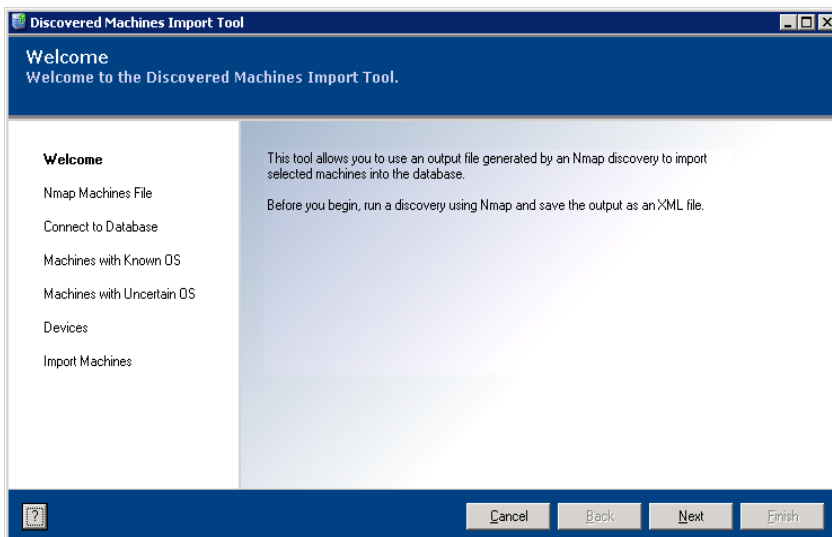 Discovered Machines Import Tool
Welcome
Welcome to the Discovered Machines Import Tool.
Welcome
Nmap Machines File
Connect to Database
Machines with Known OS
Machines with Uncertain OS
Devices
Import Machines
This tool allows you to use an output file generated by an Nmap discovery to import
selected machines into the database.
Before you begin, run a discovery using Nmap and save the output as an XML file.
?
Cancel
Back
Next
Finish